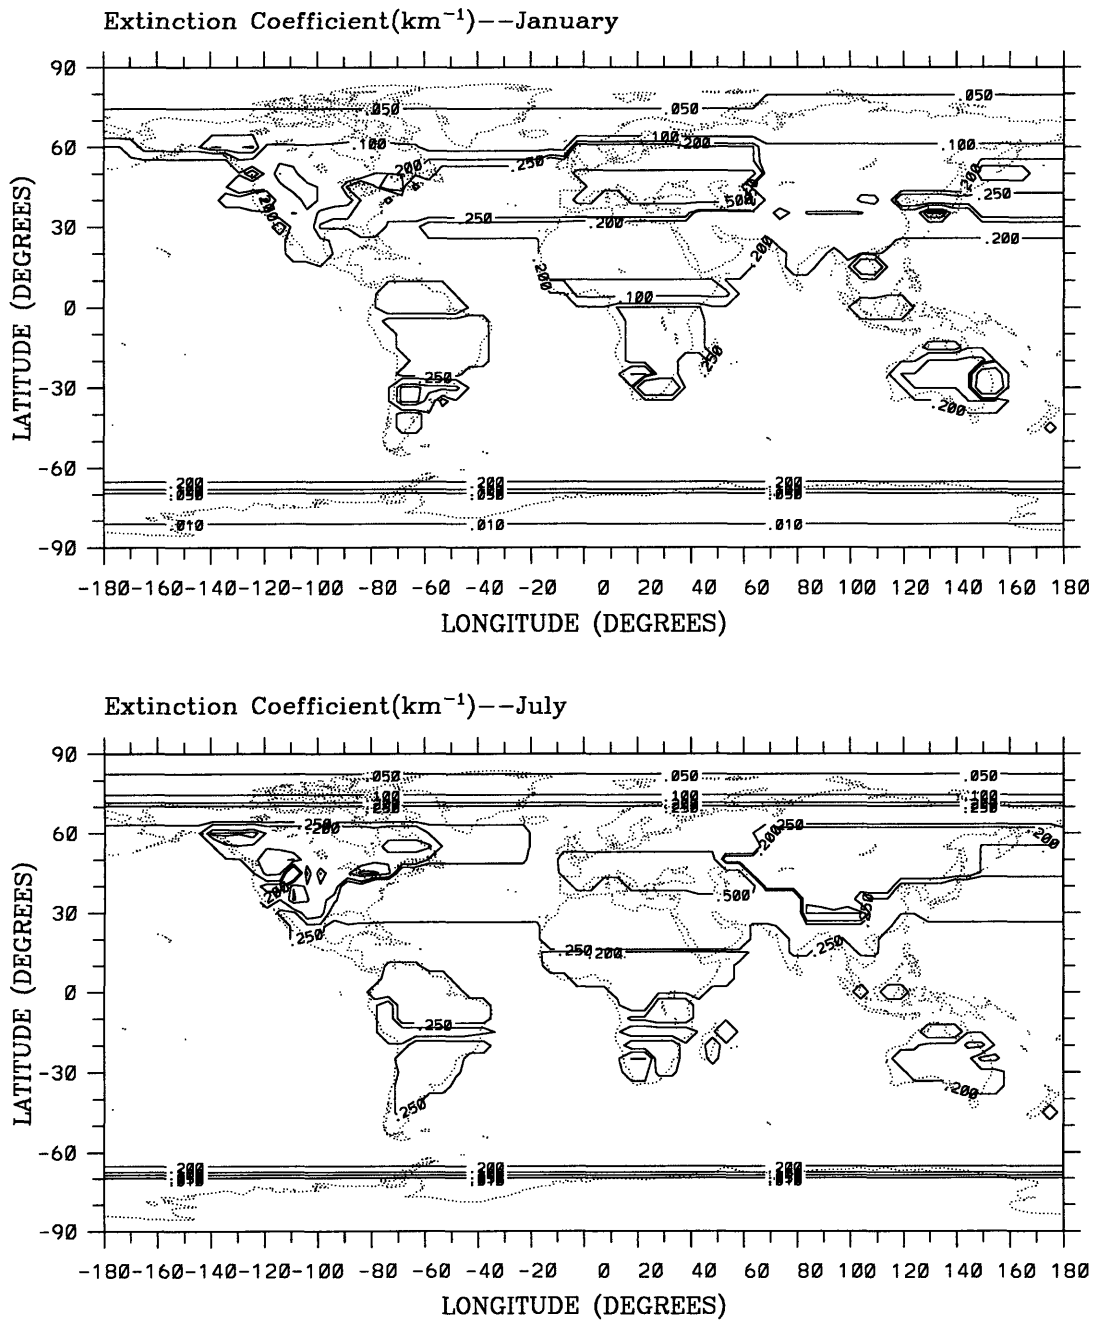 Extinction Coefficient(km⁻¹)--January
90
.050 .050 .050
60
.100 .100 .200 .100
.200 .250 .200
.500 .250
.200
30
.250 .200 .200 .200
.200
0
.100
.250 .250
-30
.200
-60
.200 .200 .200
.050 .050 .050
.010 .010 .010
-90
-180 -160 -140 -120 -100 -80 -60 -40 -20 0 20 40 60 80 100 120 140 160 180
LONGITUDE (DEGREES)
LATITUDE (DEGREES)
Extinction Coefficient(km⁻¹)--July
90
.050 .050 .050
.100 .100 .100
.250 .250 .250
60
.250 .200 .200 .250 .200
.200 .500
30
.250
.250 .250 .200 .250
0
.250
-30
.250 .200
-60
.200 .200 .200
-90
-180 -160 -140 -120 -100 -80 -60 -40 -20 0 20 40 60 80 100 120 140 160 180
LONGITUDE (DEGREES)
LATITUDE (DEGREES)